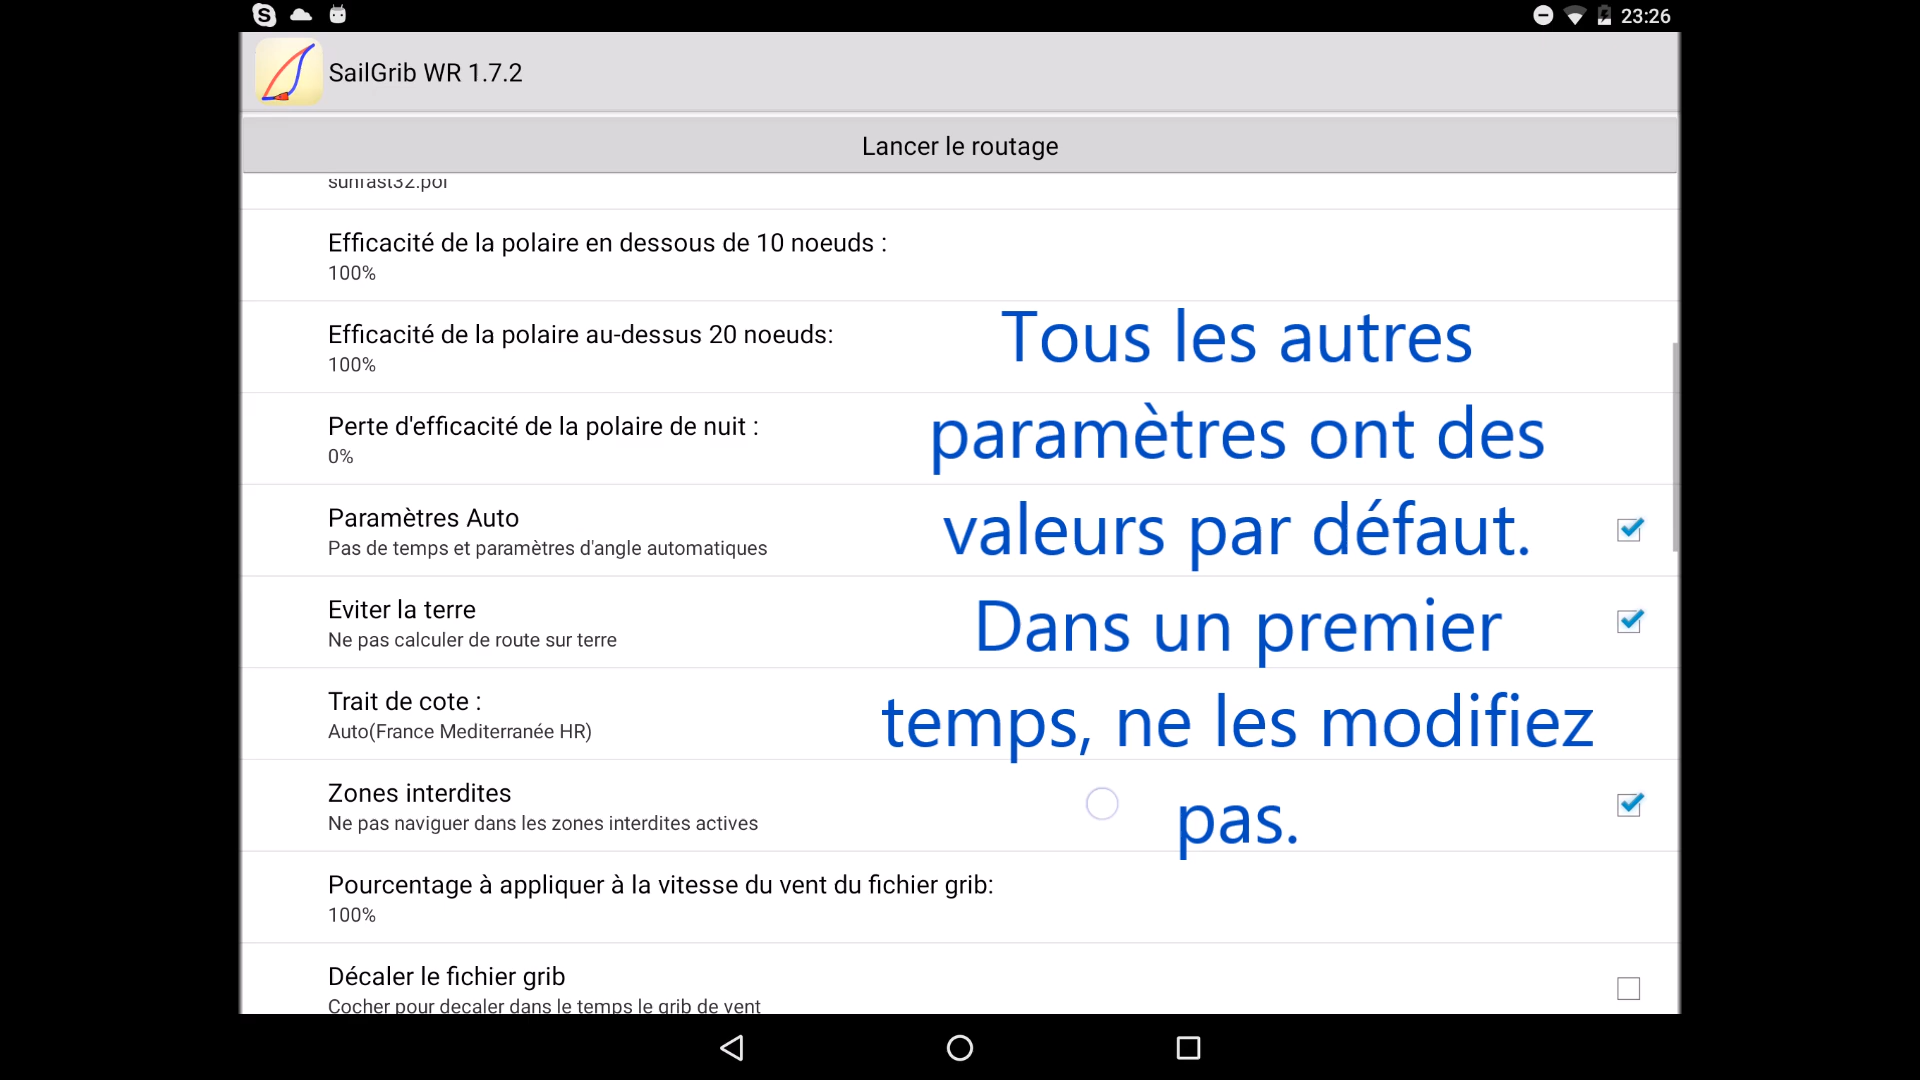 23:26
SailGrib WR 1.7.2
Lancer le routage
sunfast32.pol
Efficacité de la polaire en dessous de 10 noeuds :
100%
Efficacité de la polaire au-dessus 20 noeuds:
100%
Perte d'efficacité de la polaire de nuit :
0%
Paramètres Auto
Pas de temps et paramètres d'angle automatiques
Eviter la terre
Ne pas calculer de route sur terre
Trait de cote :
Auto(France Mediterranée HR)
Zones interdites
Ne pas naviguer dans les zones interdites actives
Pourcentage à appliquer à la vitesse du vent du fichier grib:
100%
Décaler le fichier grib
Cocher pour decaler dans le temps le grib de vent
Tous les autres
paramètres ont des
valeurs par défaut.
Dans un premier
temps, ne les modifiez
pas.